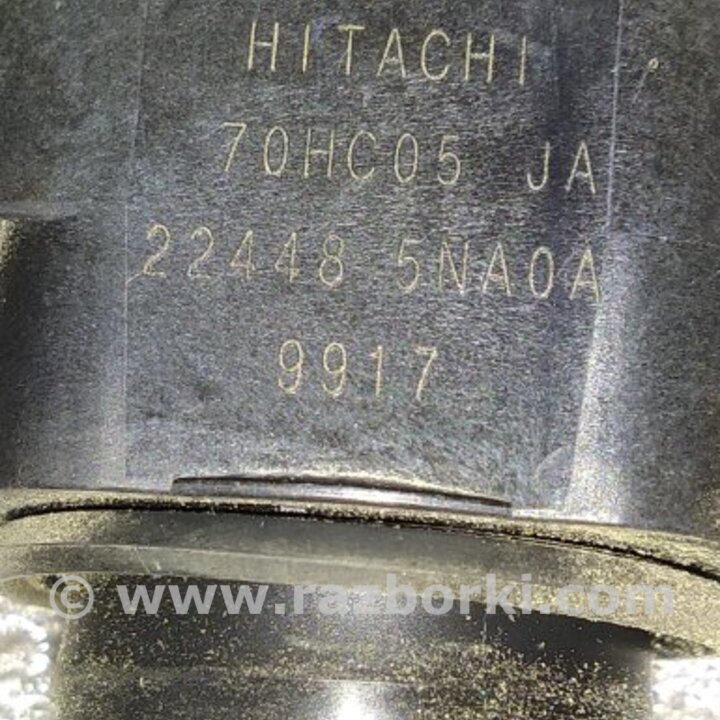 HITACHI
70HC05 JA
22448 5NA0A
9917
© www.razborki.com